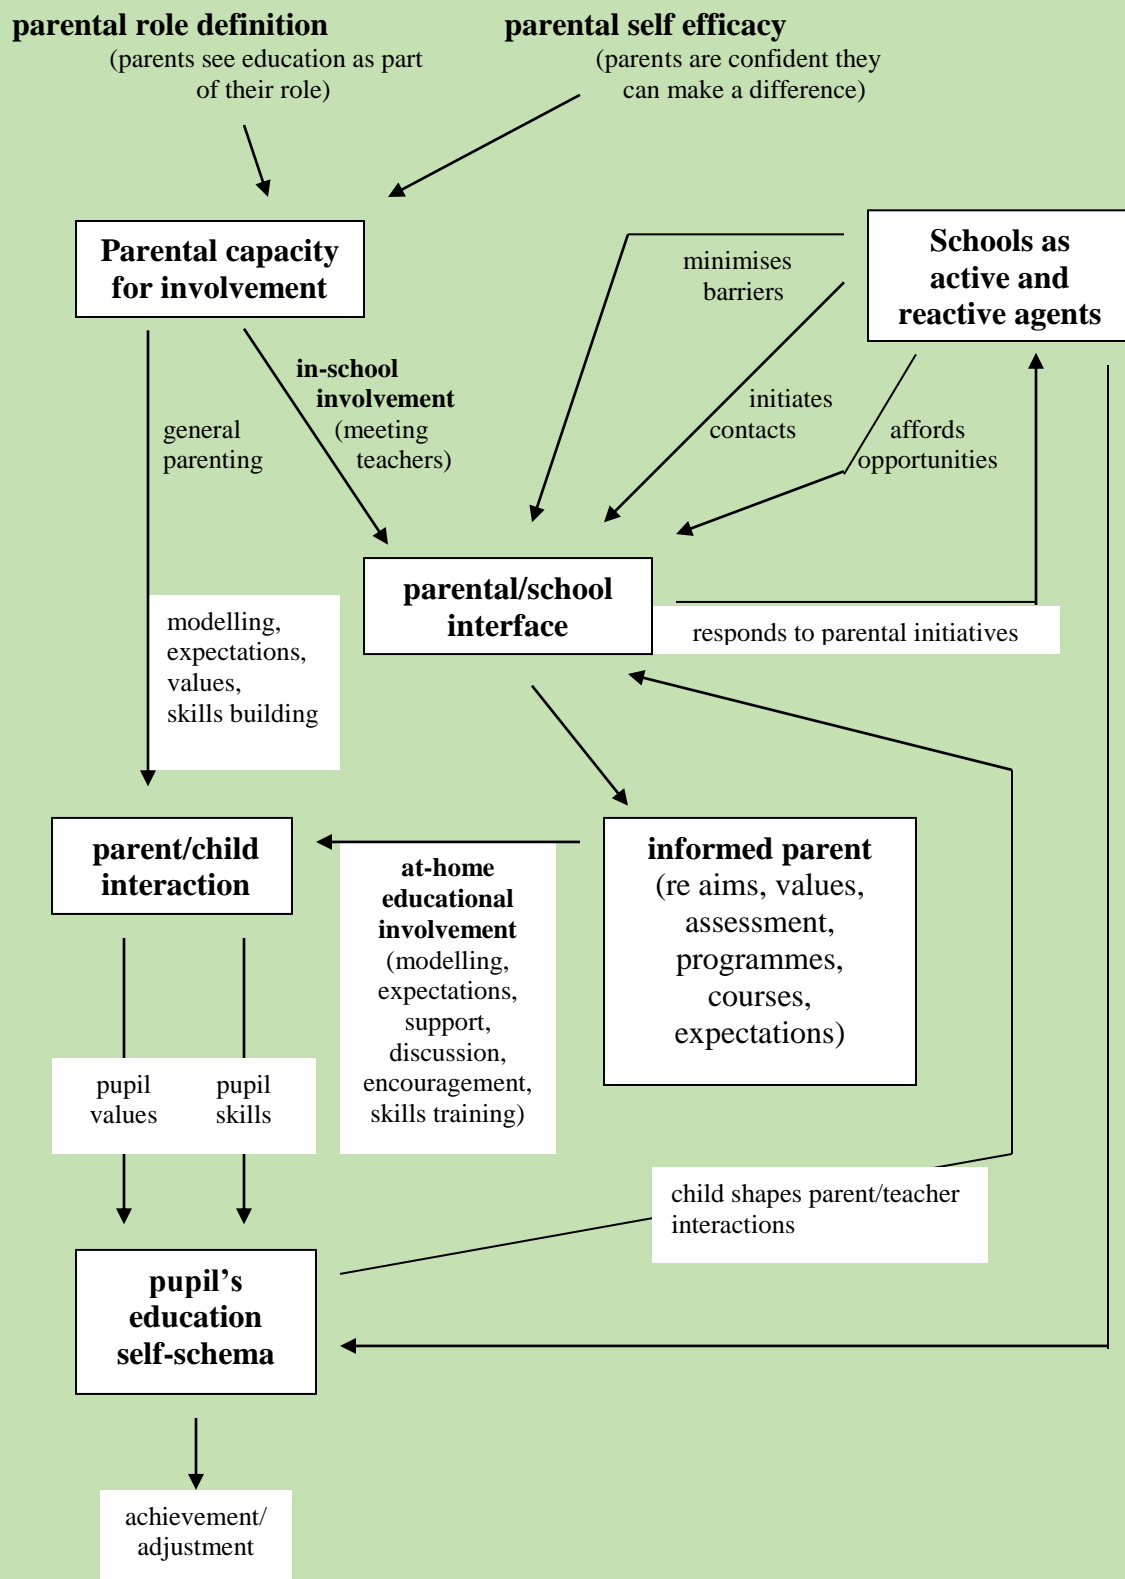 parental role definition
(parents see education as part
of their role)
parental self efficacy
(parents are confident they
can make a difference)
Parental capacity
for involvement
Schools as
active and
reactive agents
minimises
barriers
in-school
involvement
(meeting
teachers)
general
parenting
initiates
contacts
affords
opportunities
parental/school
interface
responds to parental initiatives
modelling,
expectations,
values,
skills building
parent/child
interaction
at-home
educational
involvement
(modelling,
expectations,
support,
discussion,
encouragement,
skills training)
informed parent
(re aims, values,
assessment,
programmes,
courses,
expectations)
pupil
values
pupil
skills
child shapes parent/teacher
interactions
pupil’s
education
self-schema
achievement/
adjustment